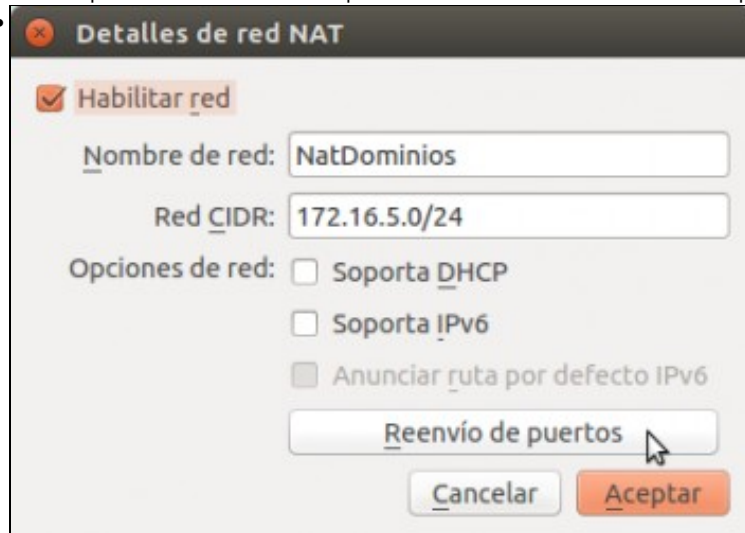 Detalles de red NAT
Habilitar red
Nombre de red: NatDominios
Red CIDR: 172.16.5.0/24
Opciones de red: Soporta DHCP
Soporta IPv6
Anunciar ruta por defecto IPv6
Reenvío de puertos
Cancelar Aceptar